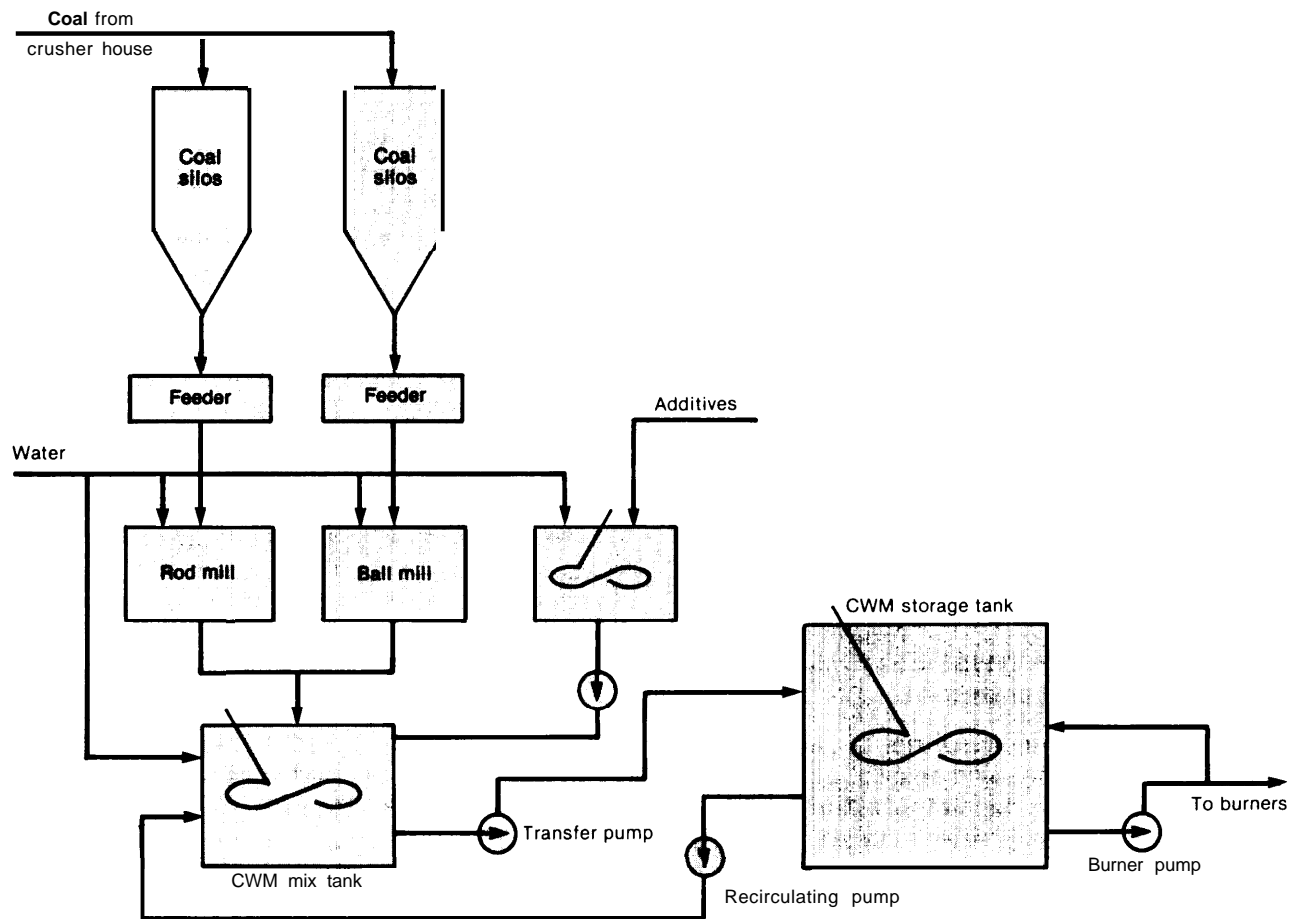 Coal from
crusher house
Coal
silos
Coal
silos
Feeder
Feeder
Additives
Water
Rod mill
Ball mill
CWM storage tank
To burners
Transfer pump
Burner pump
CWM mix tank
Recirculating pump